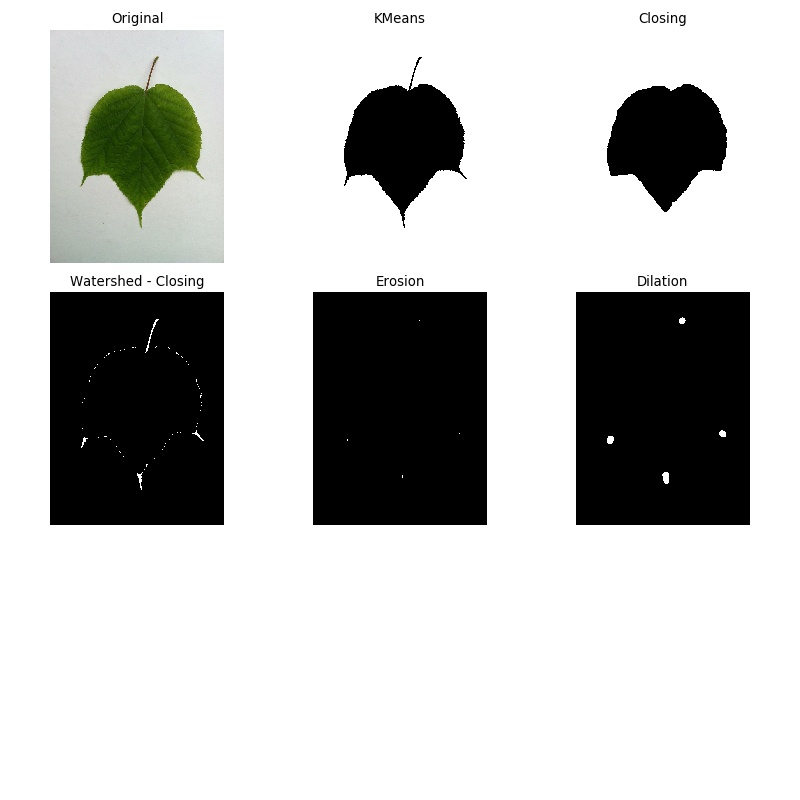 Original
KMeans
Closing
Watershed - Closing
Erosion
Dilation